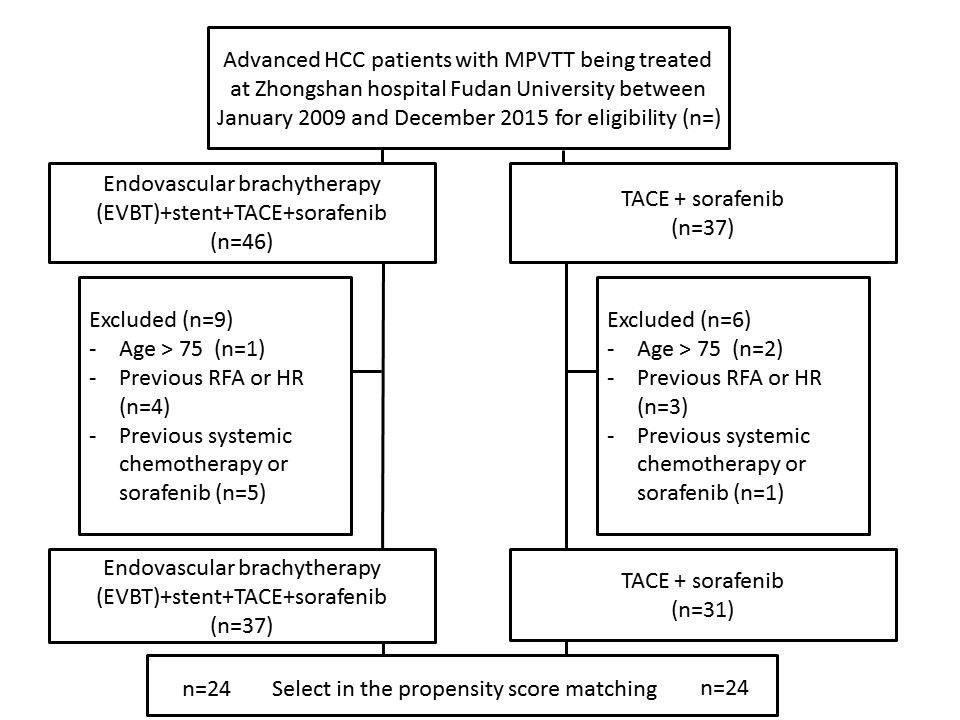 Advanced HCC patients with MPVTT being treated
at Zhongshan hospital Fudan University between
January 2009 and December 2015 for eligibility (n=)
Endovascular brachytherapy
(EVBT)+stent+TACE+sorafenib
(n=46)
TACE + sorafenib
(n=37)
Excluded (n=9)
- Age > 75 (n=1)
- Previous RFA or HR
(n=4)
- Previous systemic
chemotherapy or
sorafenib (n=5)
Excluded (n=6)
- Age > 75 (n=2)
- Previous RFA or HR
(n=3)
- Previous systemic
chemotherapy or
sorafenib (n=1)
Endovascular brachytherapy
(EVBT)+stent+TACE+sorafenib
(n=37)
TACE + sorafenib
(n=31)
n=24 Select in the propensity score matching n=24